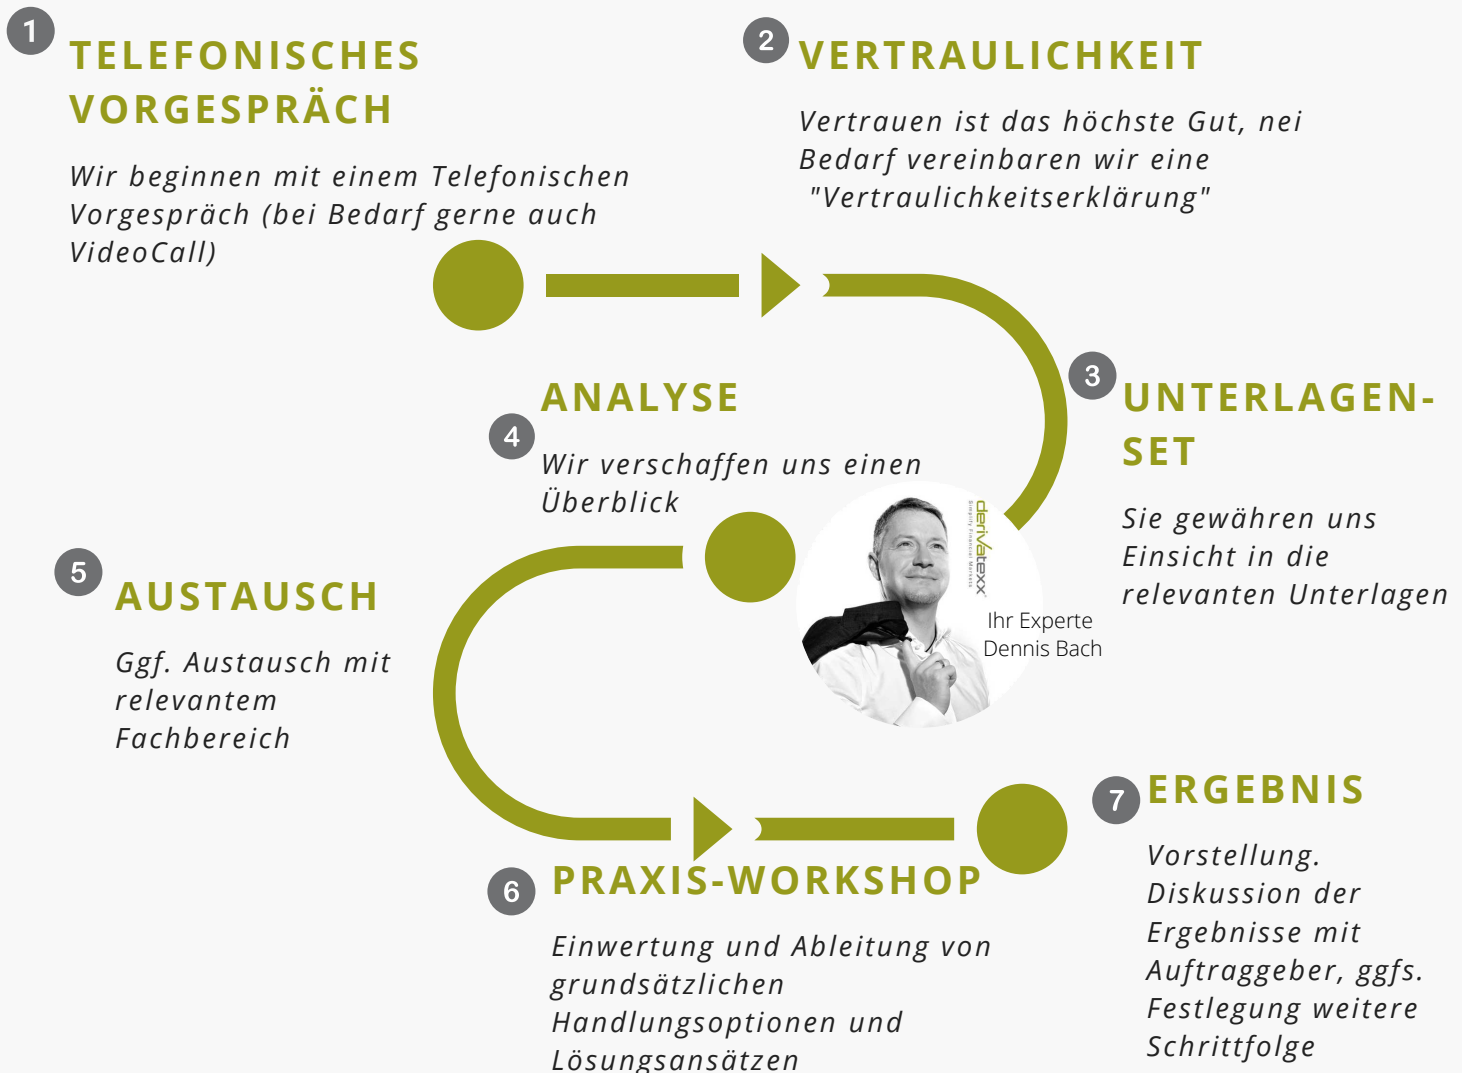 1
TELEFONISCHES
VORGESPRÄCH
Wir beginnen mit einem Telefonischen
Vorgespräch (bei Bedarf gerne auch
VideoCall)
2
VERTRAULICHKEIT
Vertrauen ist das höchste Gut, nei
Bedarf vereinbaren wir eine
"Vertraulichkeitserklärung"
3
UNTERLAGEN-
SET
Sie gewähren uns
Einsicht in die
relevanten Unterlagen
4
ANALYSE
Wir verschaffen uns einen
Überblick
derivatexx
Simplify Financial Markets
Ihr Experte
Dennis Bach
5
AUSTAUSCH
Ggf. Austausch mit
relevantem
Fachbereich
6
PRAXIS-WORKSHOP
Einwertung und Ableitung von
grundsätzlichen
Handlungsoptionen und
Lösungsansätzen
7
ERGEBNIS
Vorstellung.
Diskussion der
Ergebnisse mit
Auftraggeber, ggfs.
Festlegung weitere
Schrittfolge